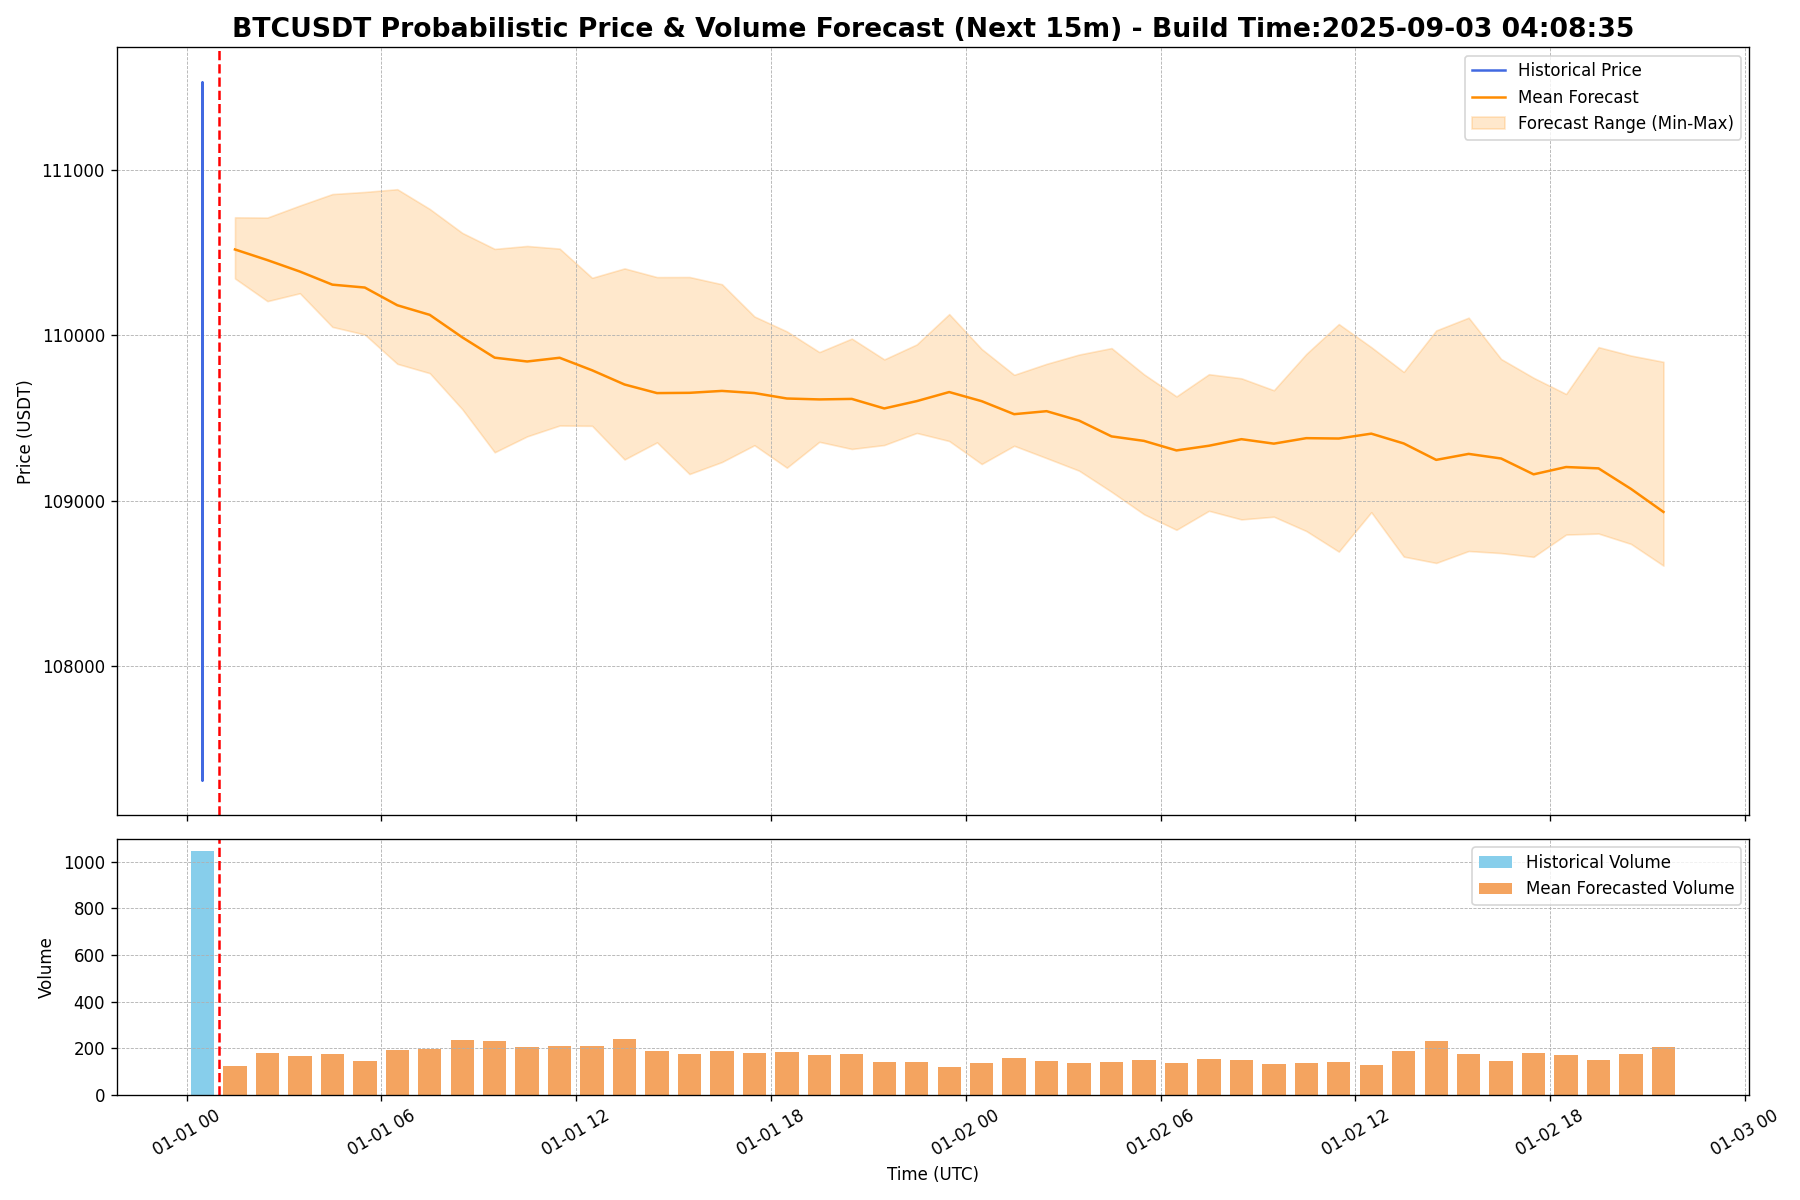 BTCUSDT Probabilistic Price & Volume Forecast (Next 15m) - Build Time:2025-09-03 04:08:35
Historical Price
Mean Forecast
Forecast Range (Min-Max)
111000
110000
109000
108000
Price (USDT)
Historical Volume
Mean Forecasted Volume
1000
800
600
400
200
0
Volume
01-01 00
01-01 06
01-01 12
01-01 18
01-02 00
01-02 06
01-02 12
01-02 18
01-03 00
Time (UTC)